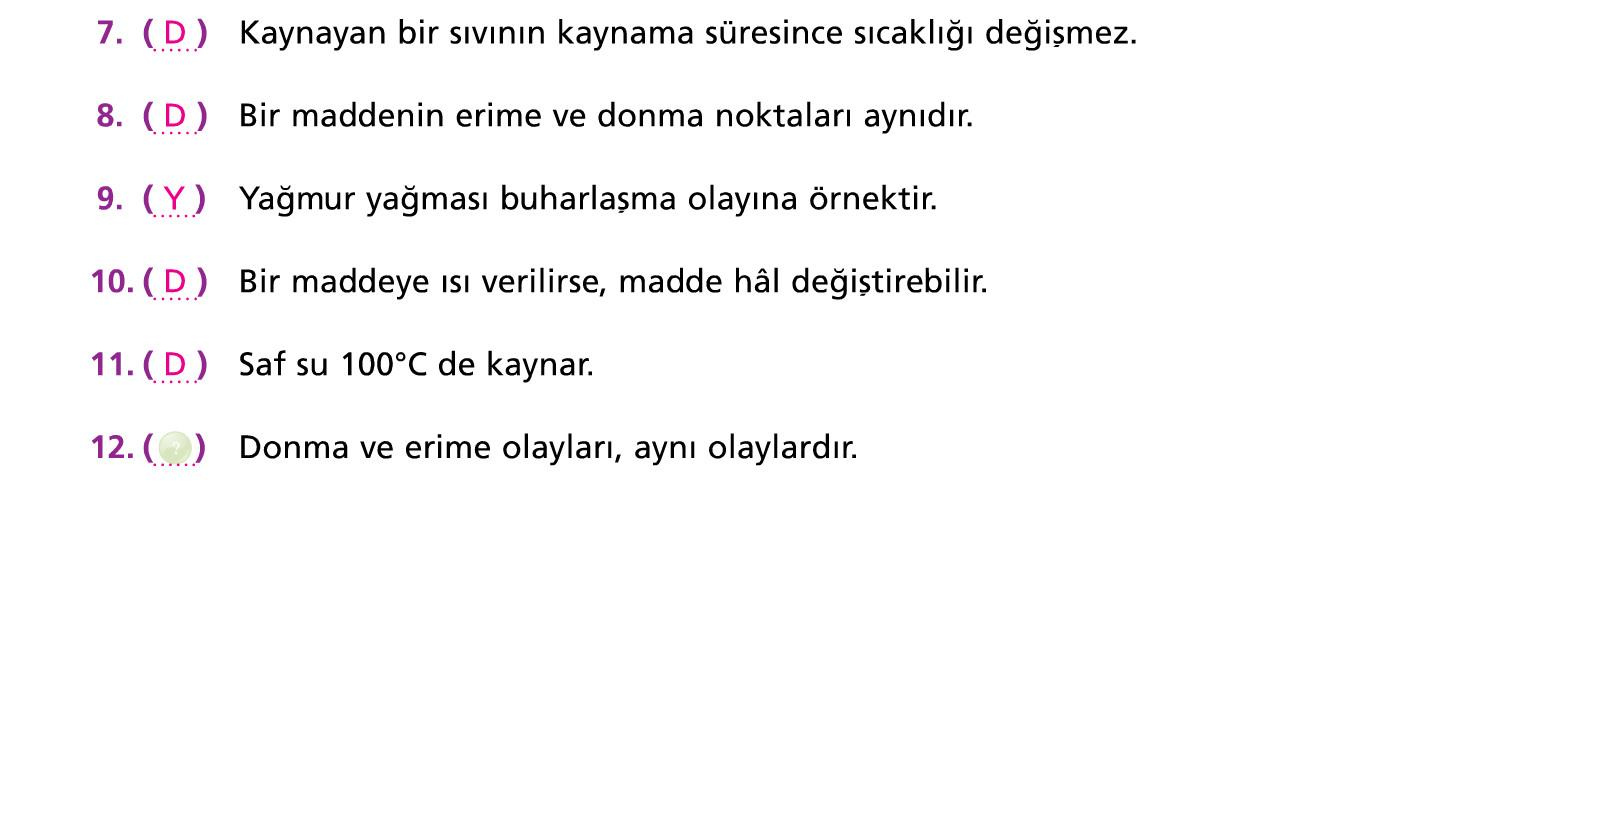 7. ( D ) Kaynayan bir sıvının kaynama süresince sıcaklığı değişmez.
8. ( D ) Bir maddenin erime ve donma noktaları aynıdır.
9. ( Y ) Yağmur yağması buharlaşma olayına örnektir.
10. ( D ) Bir maddeye ısı verilirse, madde hâl değiştirebilir.
11. ( D ) Saf su 100°C de kaynar.
12. ( ? ) Donma ve erime olayları, aynı olaylardır.